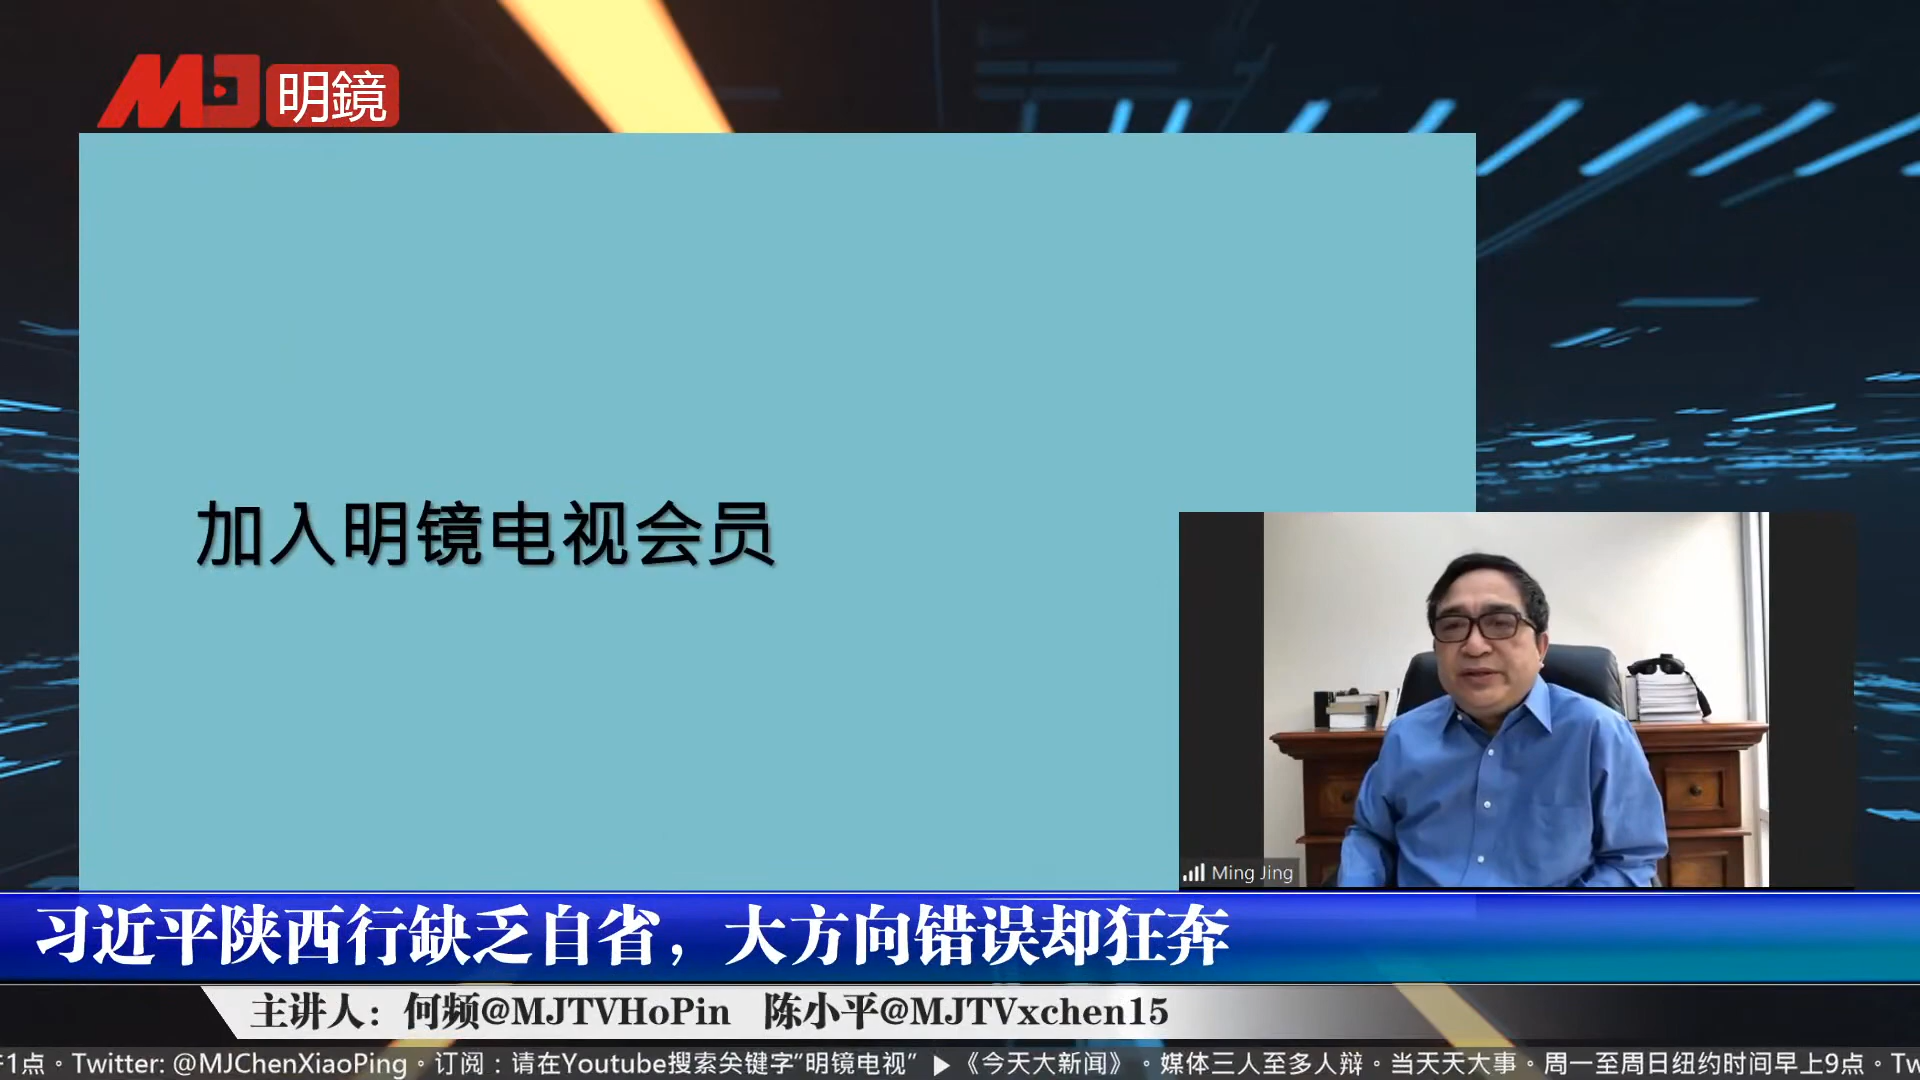 MJ 明鏡
加入明镜电视会员
Ming Jing
习近平陕西行缺乏自省，大方向错误却狂奔
主讲人：何频@MJTVHoPin 陈小平@MJTVxchen15
1点。Twitter: @MJChenXiaoPing。订阅：请在Youtube搜索关键字“明镜电视” ▶《今天大新闻》。媒体三人至多人辩。当天天大事。周一至周日纽约时间早上9点。Tw